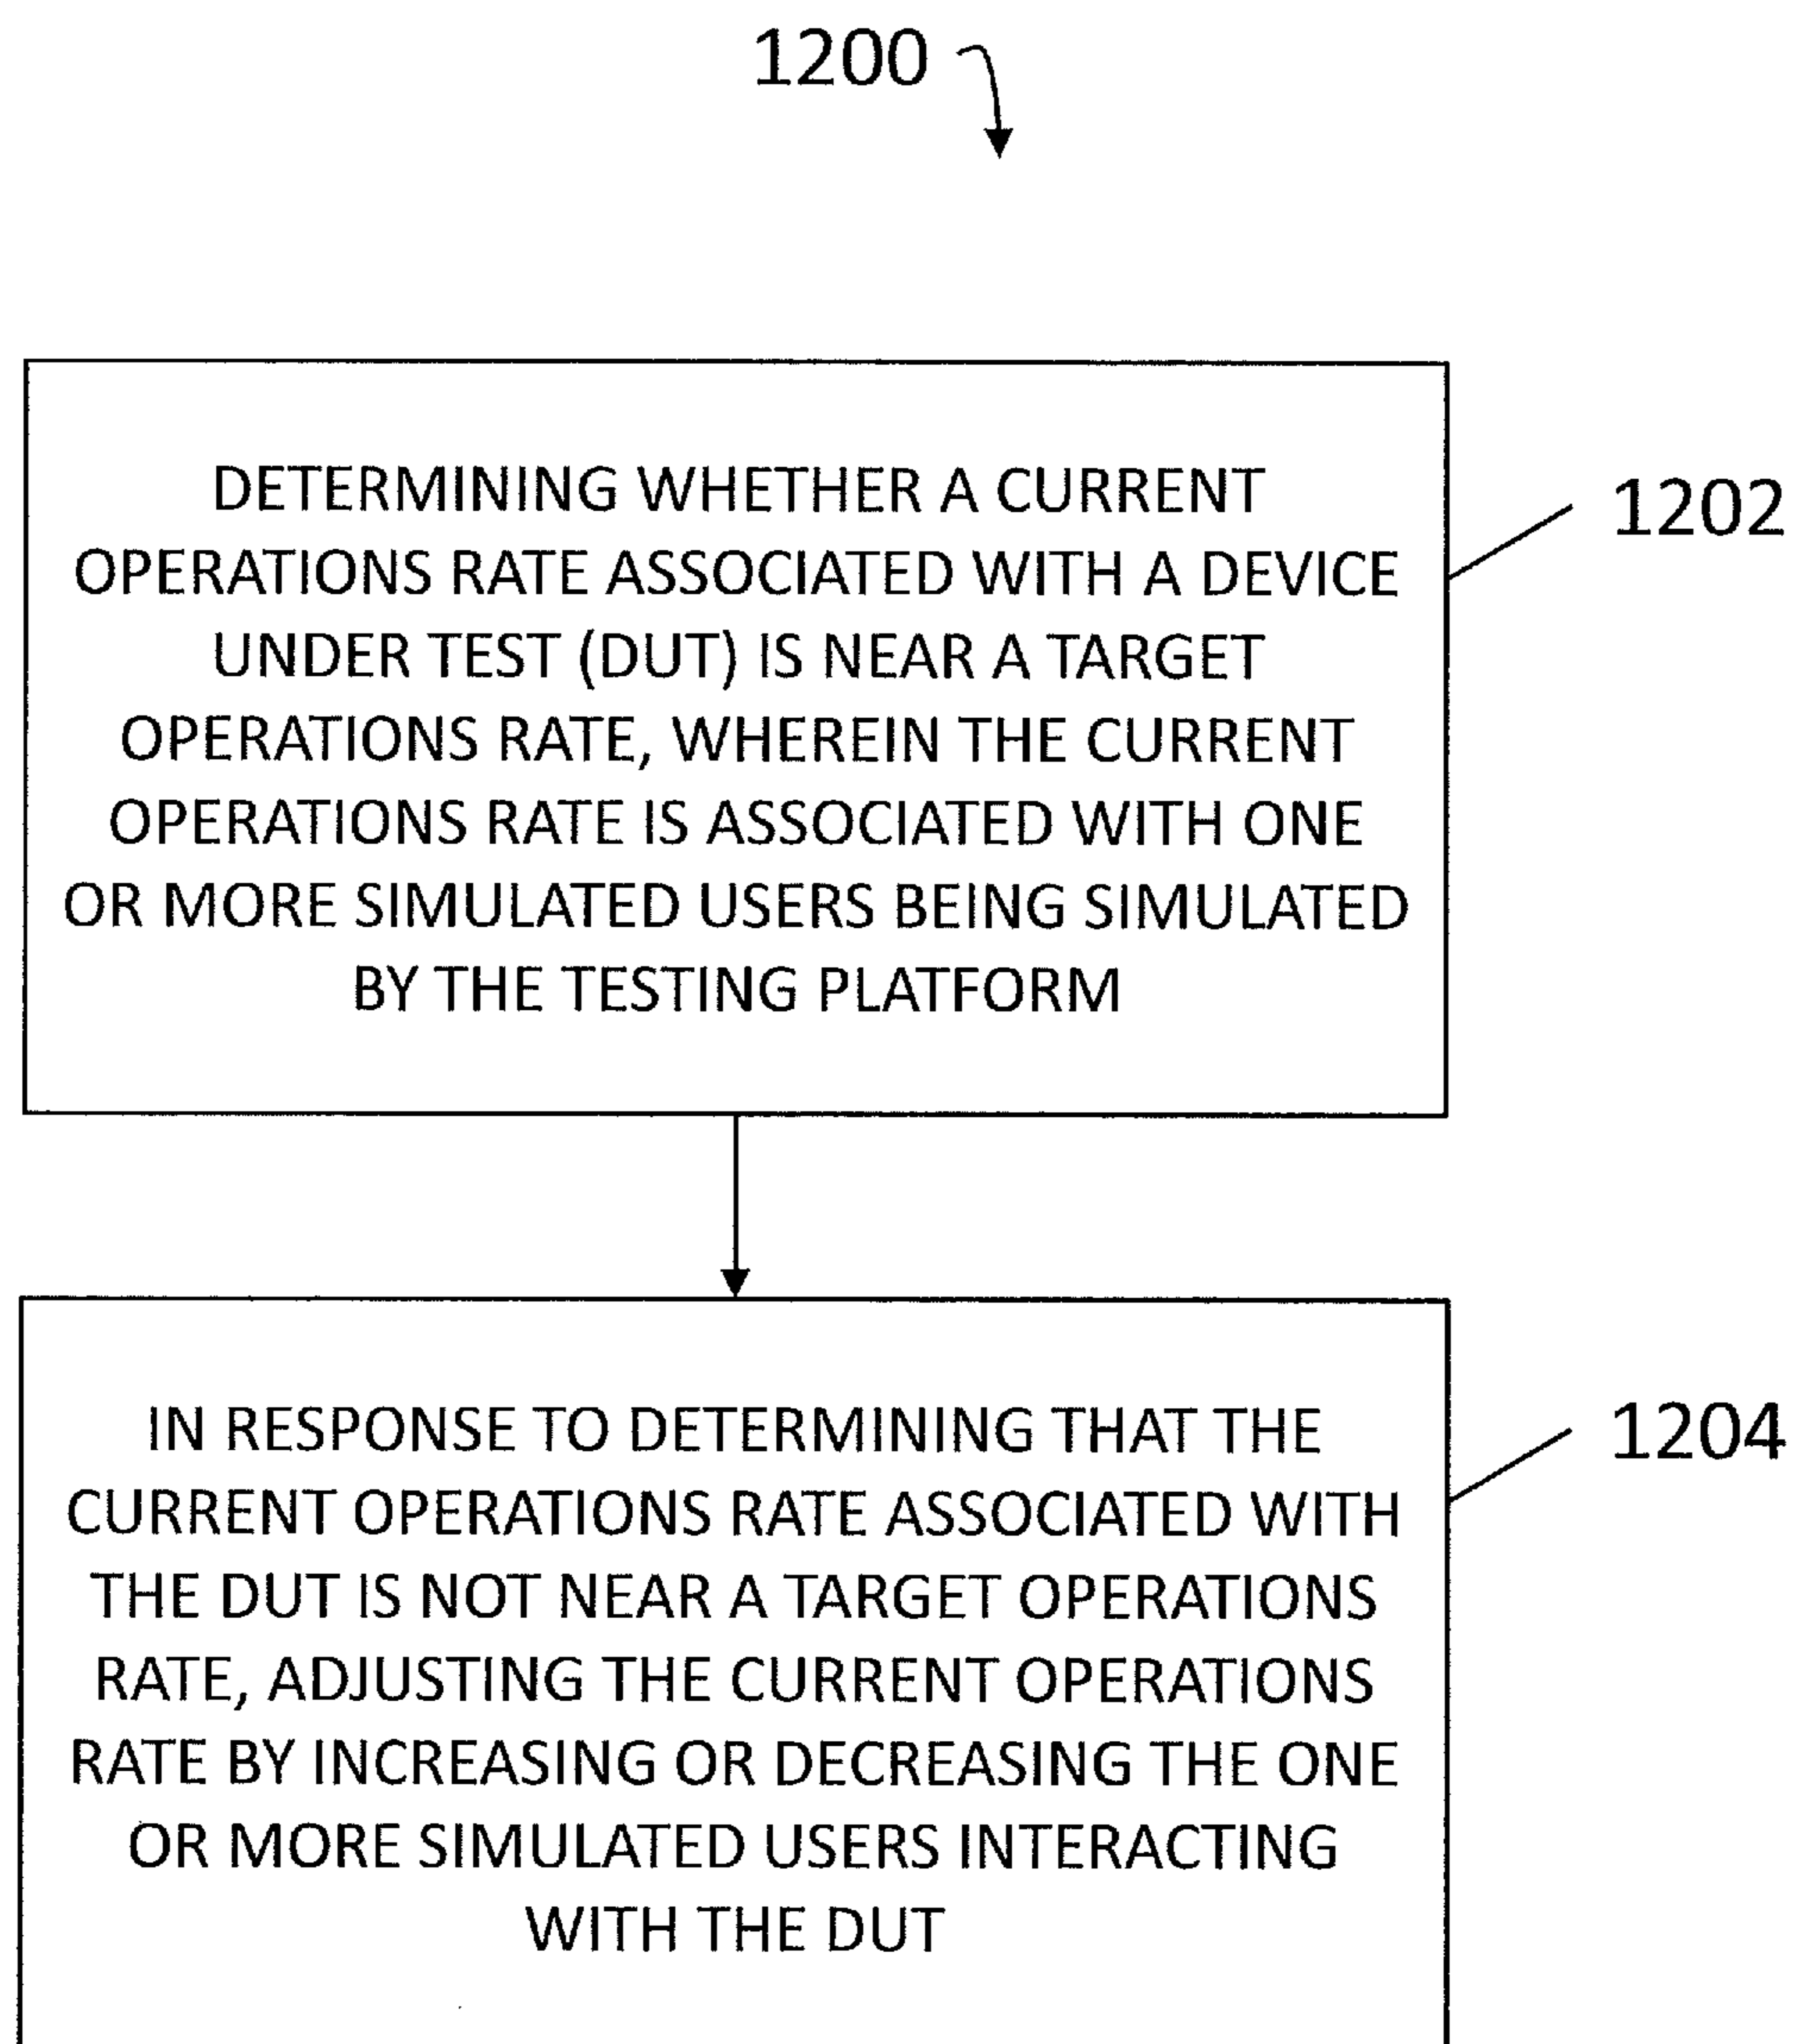 1200
DETERMINING WHETHER A CURRENT
OPERATIONS RATE ASSOCIATED WITH A DEVICE
UNDER TEST (DUT) IS NEAR A TARGET
OPERATIONS RATE, WHEREIN THE CURRENT
OPERATIONS RATE IS ASSOCIATED WITH ONE
OR MORE SIMULATED USERS BEING SIMULATED
BY THE TESTING PLATFORM
1202
IN RESPONSE TO DETERMINING THAT THE
CURRENT OPERATIONS RATE ASSOCIATED WITH
THE DUT IS NOT NEAR A TARGET OPERATIONS
RATE, ADJUSTING THE CURRENT OPERATIONS
RATE BY INCREASING OR DECREASING THE ONE
OR MORE SIMULATED USERS INTERACTING
WITH THE DUT
1204